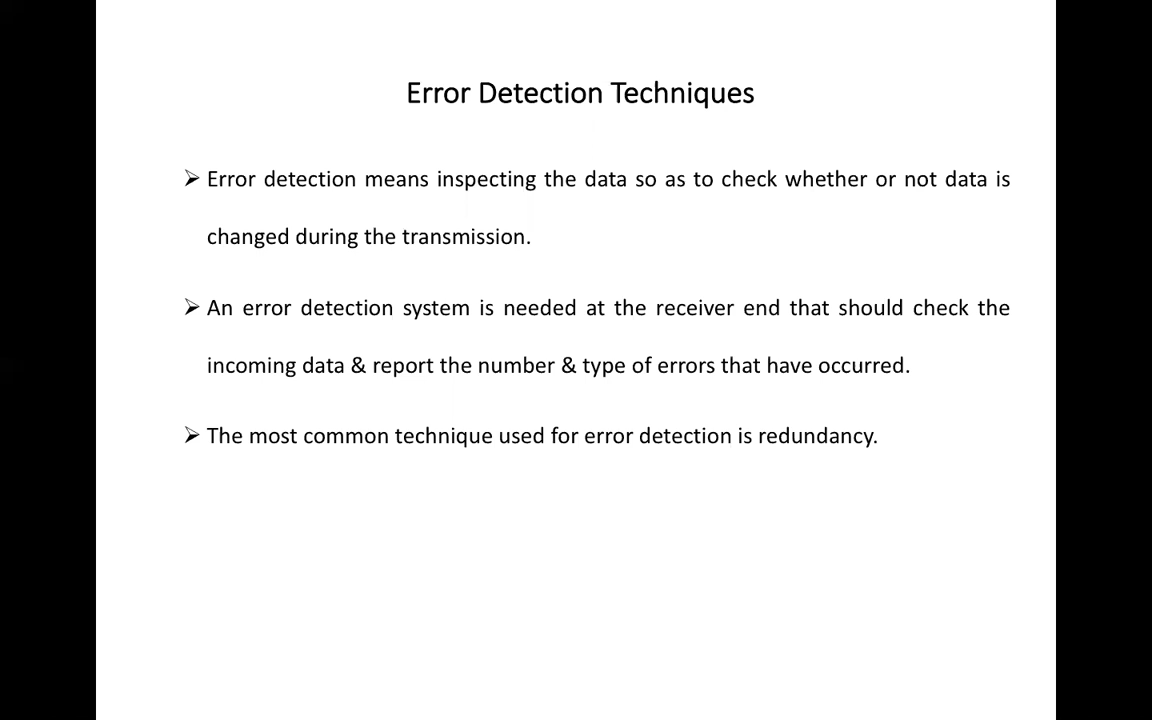 Error Detection Techniques
➢ Error detection means inspecting the data so as to check whether or not data is
changed during the transmission.
➢ An error detection system is needed at the receiver end that should check the
incoming data & report the number & type of errors that have occurred.
➢ The most common technique used for error detection is redundancy.